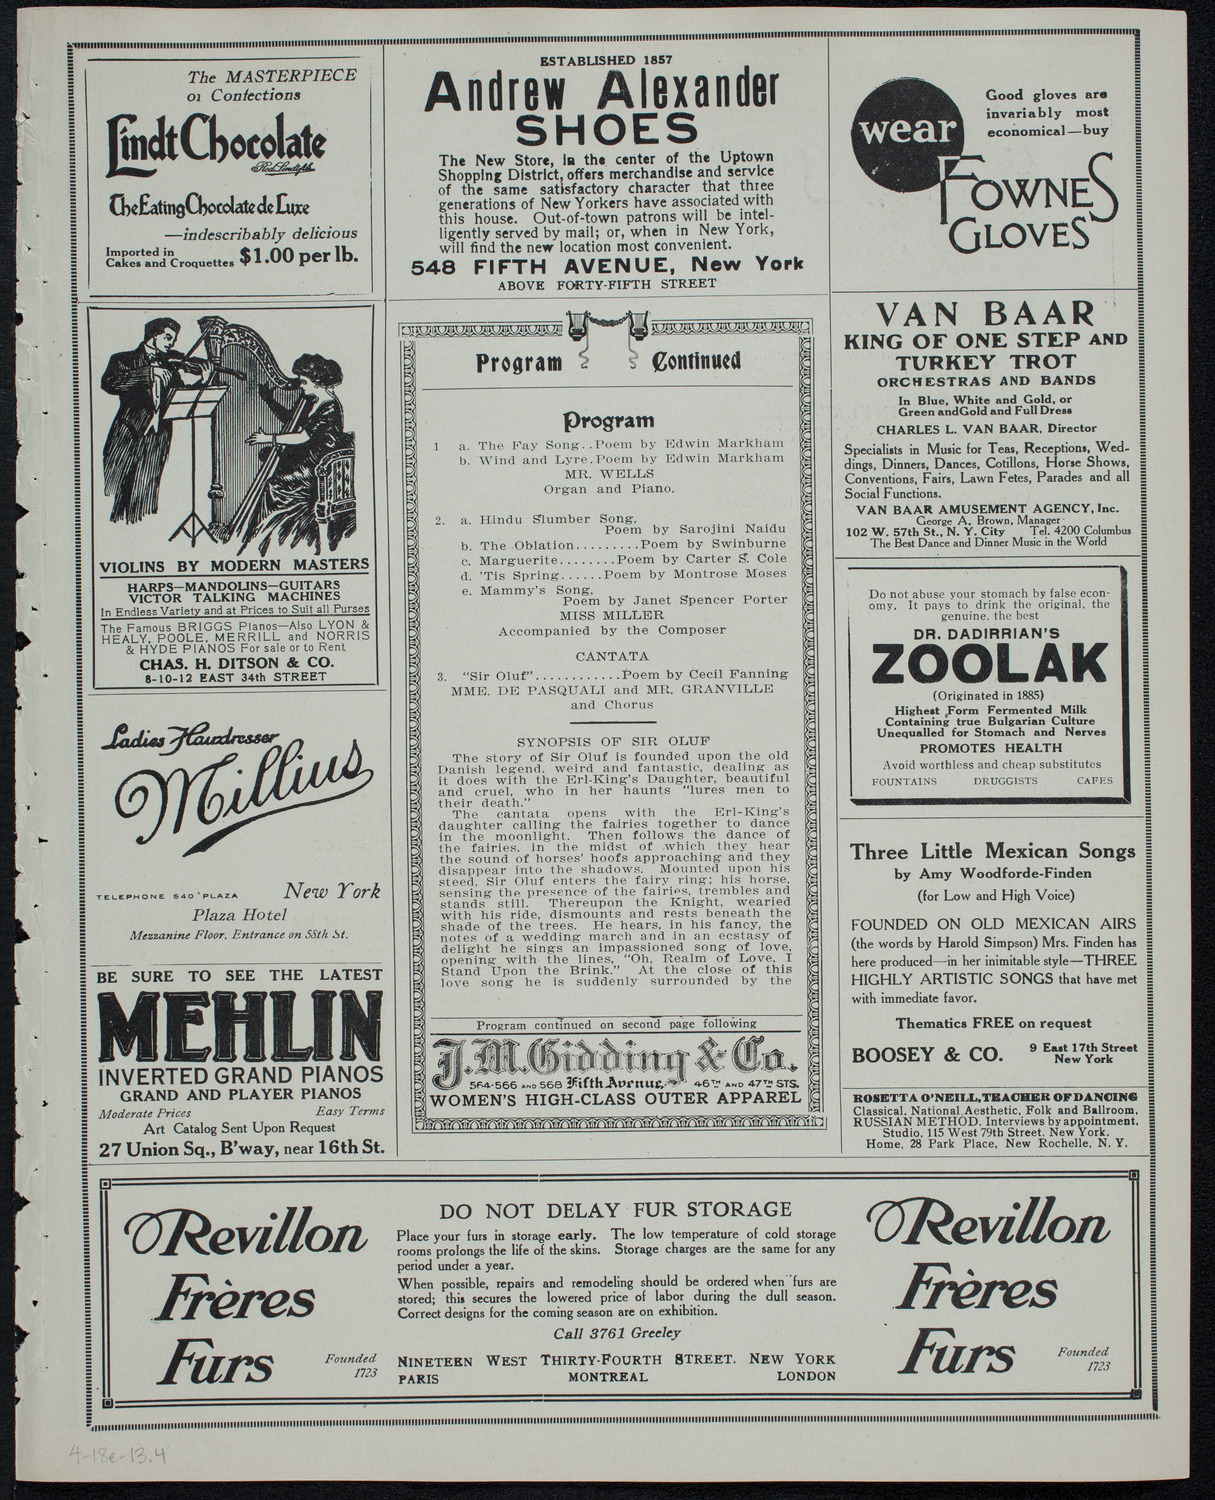 The MASTERPIECE
of Confections
Lindt Chocolate
Rod. Lindt fils
The Eating Chocolate de Luxe
—indescribably delicious
Imported in
Cakes and Croquettes $1.00 per lb.
ESTABLISHED 1857
Andrew Alexander
SHOES
The New Store, in the center of the Uptown
Shopping District, offers merchandise and service
of the same satisfactory character that three
generations of New Yorkers have associated with
this house. Out-of-town patrons will be intel-
ligently served by mail; or, when in New York,
will find the new location most convenient.
548 FIFTH AVENUE, New York
ABOVE FORTY-FIFTH STREET
Good gloves are
invariably most
economical—buy
wear
FOWNES
GLOVES
VIOLINS BY MODERN MASTERS
HARPS—MANDOLINS—GUITARS
VICTOR TALKING MACHINES
In Endless Variety and at Prices to Suit all Purses
The Famous BRIGGS Pianos—Also LYON &
HEALY, POOLE, MERRILL and NORRIS
& HYDE PIANOS For sale or to Rent
CHAS. H. DITSON & CO.
8-10-12 EAST 34th STREET
Ladies Hairdresser
Millius
TELEPHONE 540 PLAZA New York
Plaza Hotel
Mezzanine Floor, Entrance on 58th St.
BE SURE TO SEE THE LATEST
MEHLIN
INVERTED GRAND PIANOS
GRAND AND PLAYER PIANOS
Moderate Prices Easy Terms
Art Catalog Sent Upon Request
27 Union Sq., B'way, near 16th St.
Program Continued
Program
1 a. The Fay Song..Poem by Edwin Markham
b. Wind and Lyre.Poem by Edwin Markham
MR. WELLS
Organ and Piano.
2. a. Hindu Slumber Song,
Poem by Sarojini Naidu
b. The Oblation.........Poem by Swinburne
c. Marguerite........Poem by Carter S. Cole
d. 'Tis Spring......Poem by Montrose Moses
e. Mammy's Song,
Poem by Janet Spencer Porter
MISS MILLER
Accompanied by the Composer
CANTATA
3. "Sir Oluf"............Poem by Cecil Fanning
MME. DE PASQUALI and MR. GRANVILLE
and Chorus
SYNOPSIS OF SIR OLUF
The story of Sir Oluf is founded upon the old
Danish legend, weird and fantastic, dealing as
it does with the Erl-King's Daughter, beautiful
and cruel, who in her haunts "lures men to
their death."
The cantata opens with the Erl-King's
daughter calling the fairies together to dance
in the moonlight. Then follows the dance of
the fairies, in the midst of which they hear
the sound of horses' hoofs approaching and they
disappear into the shadows. Mounted upon his
steed, Sir Oluf enters the fairy ring; his horse,
sensing the presence of the fairies, trembles and
stands still. Thereupon the Knight, wearied
with his ride, dismounts and rests beneath the
shade of the trees. He hears, in his fancy, the
notes of a wedding march and in an ecstasy of
delight he sings an impassioned song of love,
opening with the lines, "Oh, Realm of Love, I
Stand Upon the Brink." At the close of this
love song he is suddenly surrounded by the
Program continued on second page following
J.M. Gidding & Co.
564-566 AND 568 Fifth Avenue, 46TH AND 47TH STS.
WOMEN'S HIGH-CLASS OUTER APPAREL
VAN BAAR
KING OF ONE STEP AND
TURKEY TROT
ORCHESTRAS AND BANDS
In Blue, White and Gold, or
Green and Gold and Full Dress
CHARLES L. VAN BAAR, Director
Specialists in Music for Teas, Receptions, Wed-
dings, Dinners, Dances, Cotillons, Horse Shows,
Conventions, Fairs, Lawn Fetes, Parades and all
Social Functions.
VAN BAAR AMUSEMENT AGENCY, Inc.
George A. Brown, Manager
102 W. 57th St., N. Y. City Tel. 4200 Columbus
The Best Dance and Dinner Music in the World
Do not abuse your stomach by false econ-
omy. It pays to drink the original, the
genuine, the best
DR. DADIRRIAN'S
ZOOLAK
(Originated in 1885)
Highest Form Fermented Milk
Containing true Bulgarian Culture
Unequalled for Stomach and Nerves
PROMOTES HEALTH
Avoid worthless and cheap substitutes
FOUNTAINS DRUGGISTS CAFES
Three Little Mexican Songs
by Amy Woodforde-Finden
(for Low and High Voice)
FOUNDED ON OLD MEXICAN AIRS
(the words by Harold Simpson) Mrs. Finden has
here produced—in her inimitable style—THREE
HIGHLY ARTISTIC SONGS that have met
with immediate favor.
Thematics FREE on request
BOOSEY & CO. 9 East 17th Street
New York
ROSETTA O'NEILL, TEACHER OF DANCING
Classical, National, Aesthetic, Folk and Ballroom,
RUSSIAN METHOD. Interviews by appointment.
Studio, 115 West 79th Street, New York.
Home, 28 Park Place, New Rochelle, N. Y.
Revillon
Frères
Furs
Founded
1723
DO NOT DELAY FUR STORAGE
Place your furs in storage early. The low temperature of cold storage
rooms prolongs the life of the skins. Storage charges are the same for any
period under a year.
When possible, repairs and remodeling should be ordered when furs are
stored; this secures the lowered price of labor during the dull season.
Correct designs for the coming season are on exhibition.
Call 3761 Greeley
NINETEEN WEST THIRTY-FOURTH STREET, NEW YORK
PARIS MONTREAL LONDON
Revillon
Frères
Furs
Founded
1723
4-18e-13.4